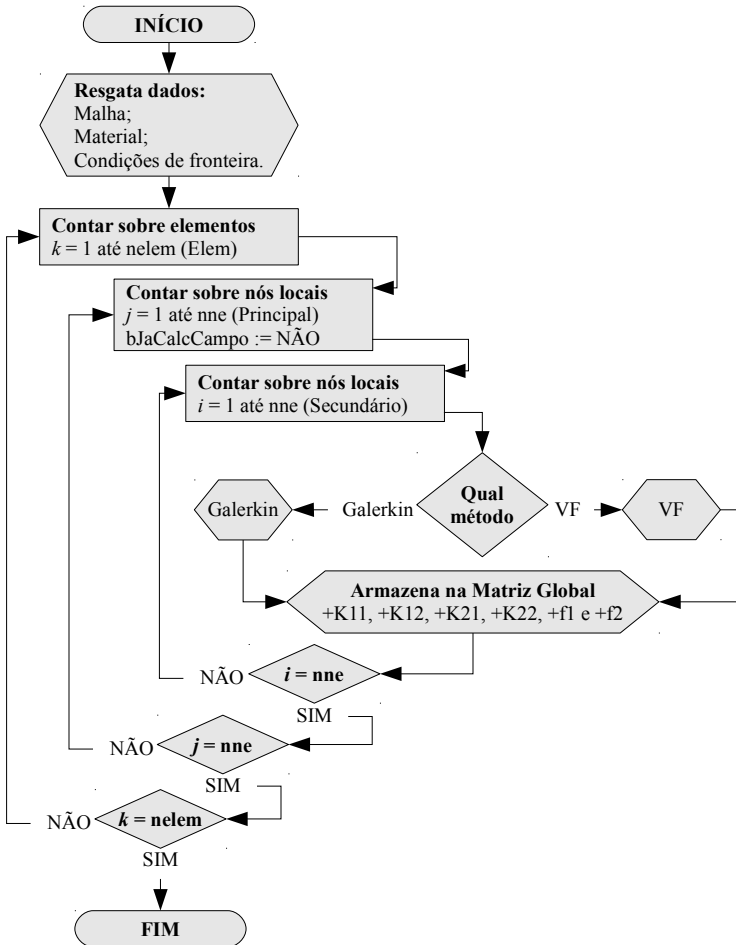 INÍCIO
Resgata dados:
Malha;
Material;
Condições de fronteira.
Contar sobre elementos
k = 1 até nelem (Elem)
Contar sobre nós locais
j = 1 até nne (Principal)
bJaCalcCampo := NÃO
Contar sobre nós locais
i = 1 até nne (Secundário)
Qual
método
Galerkin
Galerkin
VF
VF
Armazena na Matriz Global
+K11, +K12, +K21, +K22, +f1 e +f2
NÃO
i = nne
SIM
NÃO
j = nne
SIM
NÃO
k = nelem
SIM
FIM